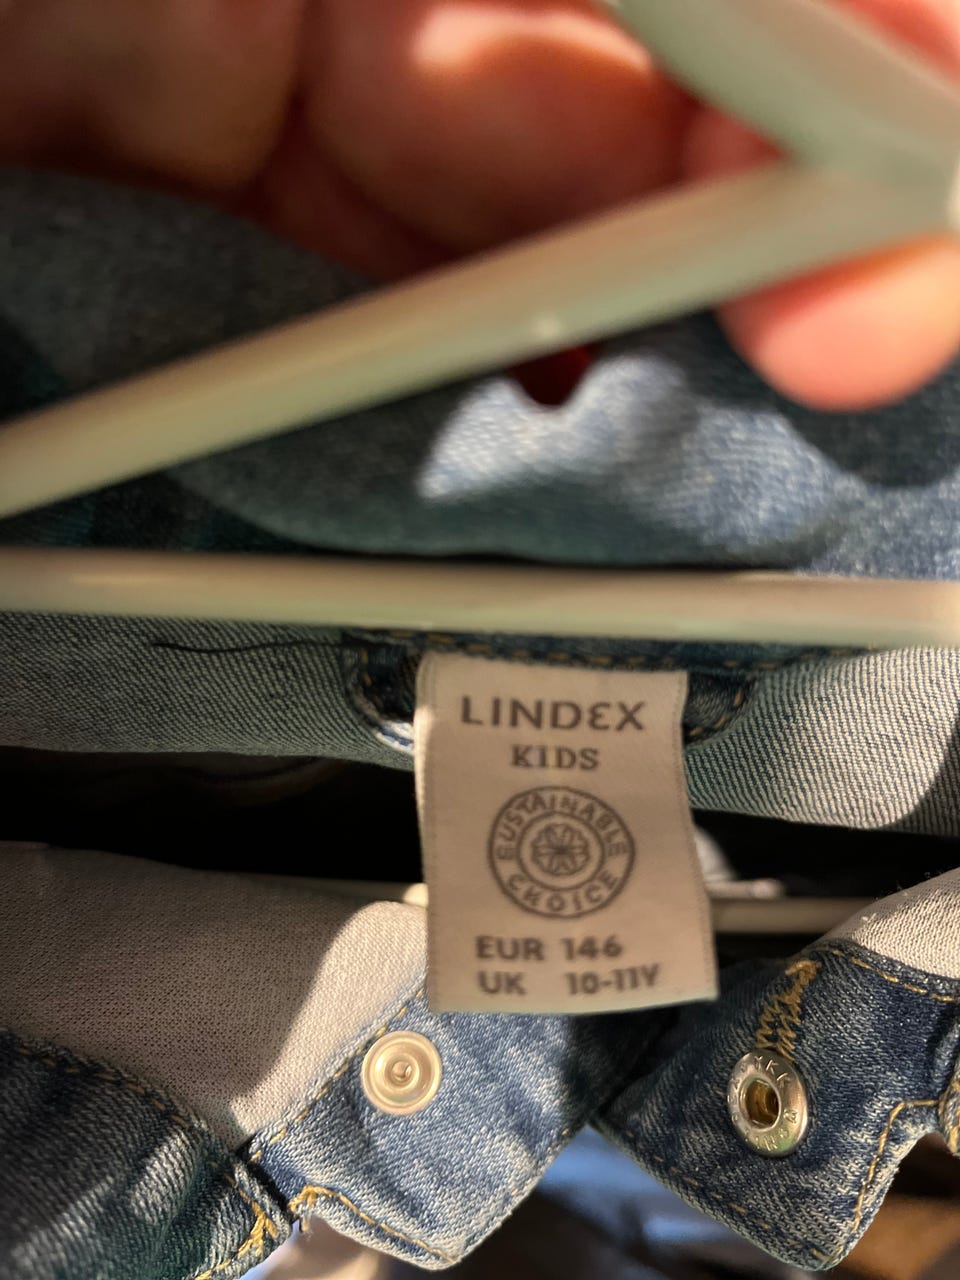 LINDEX
KIDS
SUSTAINABLE
CHOICE
EUR 146
UK 10-11Y